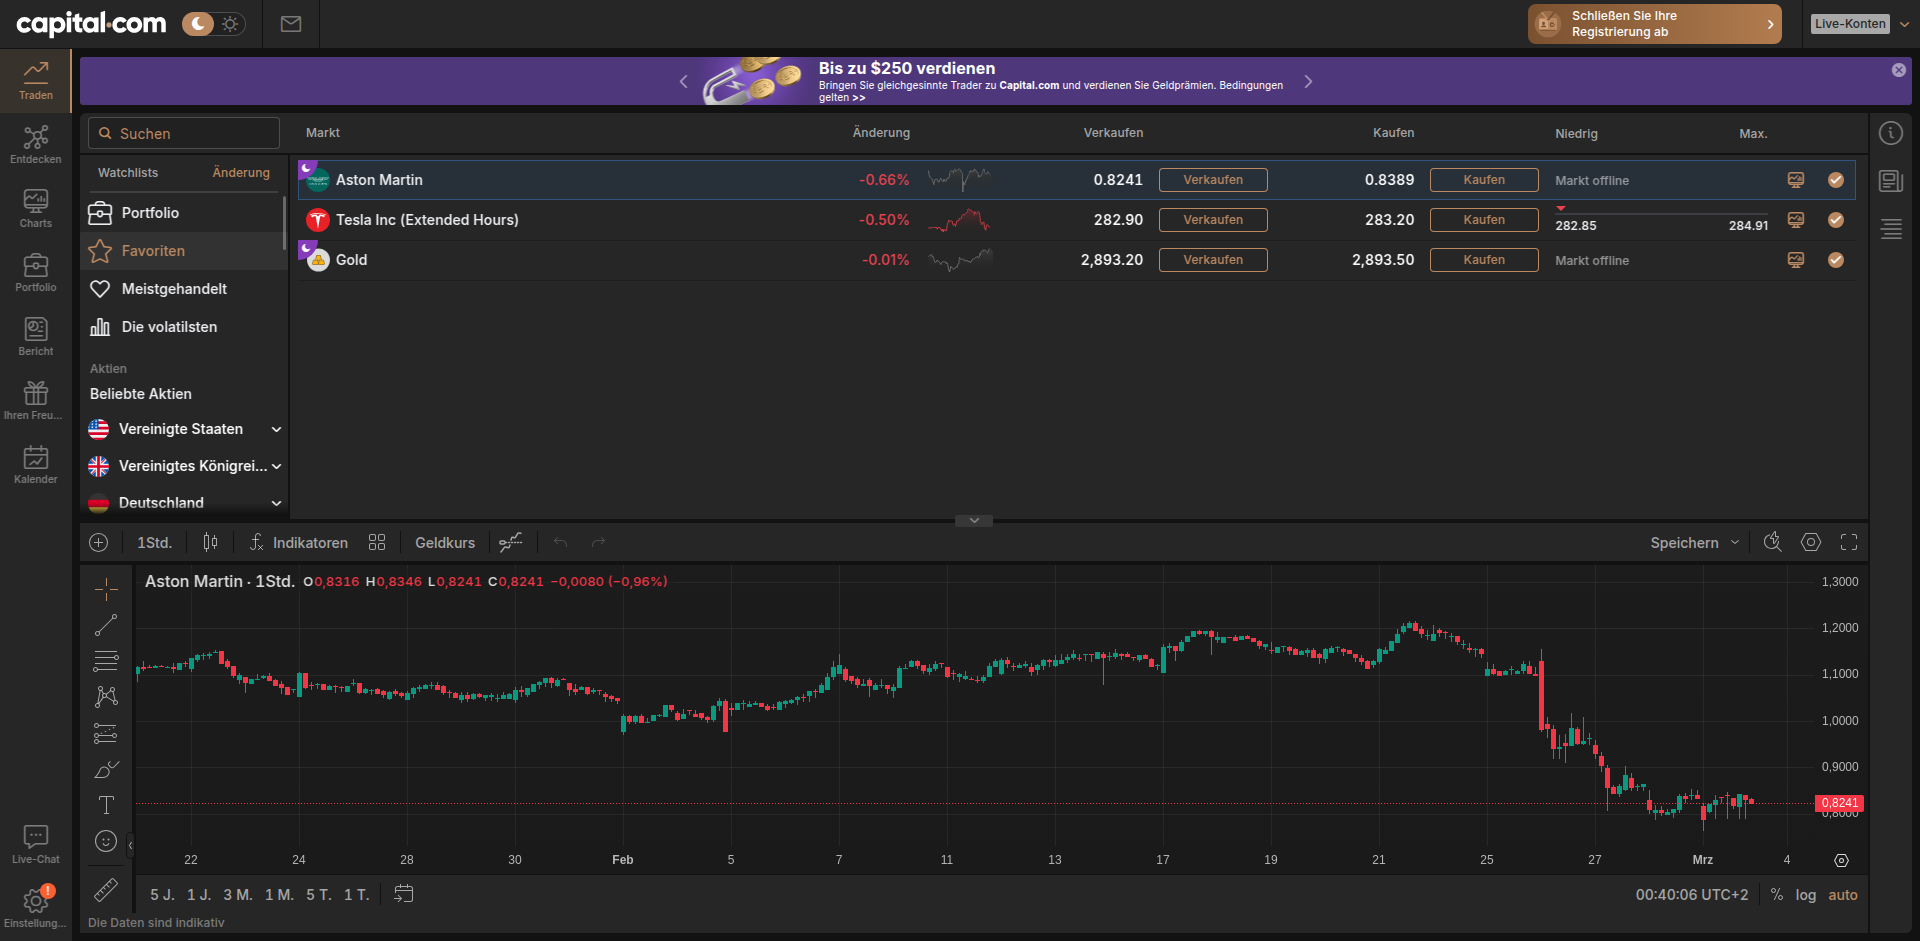 capital.com
Schließen Sie Ihre
Registrierung ab
Live-Konten
Traden
Entdecken
Charts
Portfolio
Bericht
Ihren Freu...
Kalender
Live-Chat
!
Einstellung...
Bis zu $250 verdienen
Bringen Sie gleichgesinnte Trader zu Capital.com und verdienen Sie Geldprämien. Bedingungen
gelten >>
Suchen
Watchlists Änderung
Portfolio
Favoriten
Meistgehandelt
Die volatilsten
Aktien
Beliebte Aktien
Vereinigte Staaten
Vereinigtes Königrei...
Deutschland
Markt Änderung Verkaufen Kaufen Niedrig Max.
Aston Martin -0.66% 0.8241 Verkaufen 0.8389 Kaufen Markt offline
Tesla Inc (Extended Hours) -0.50% 282.90 Verkaufen 283.20 Kaufen 282.85 284.91
Gold -0.01% 2,893.20 Verkaufen 2,893.50 Kaufen Markt offline
1Std. Indikatoren Geldkurs Speichern
Aston Martin · 1Std. O0,8316 H0,8346 L0,8241 C0,8241 −0,0080 (−0,96%)
1,3000
1,2000
1,1000
1,0000
0,9000
0,8241
0,8000
22 24 28 30 Feb 5 7 11 13 17 19 21 25 27 Mrz 4
5 J. 1 J. 3 M. 1 M. 5 T. 1 T. 00:40:06 UTC+2 % log auto
Die Daten sind indikativ